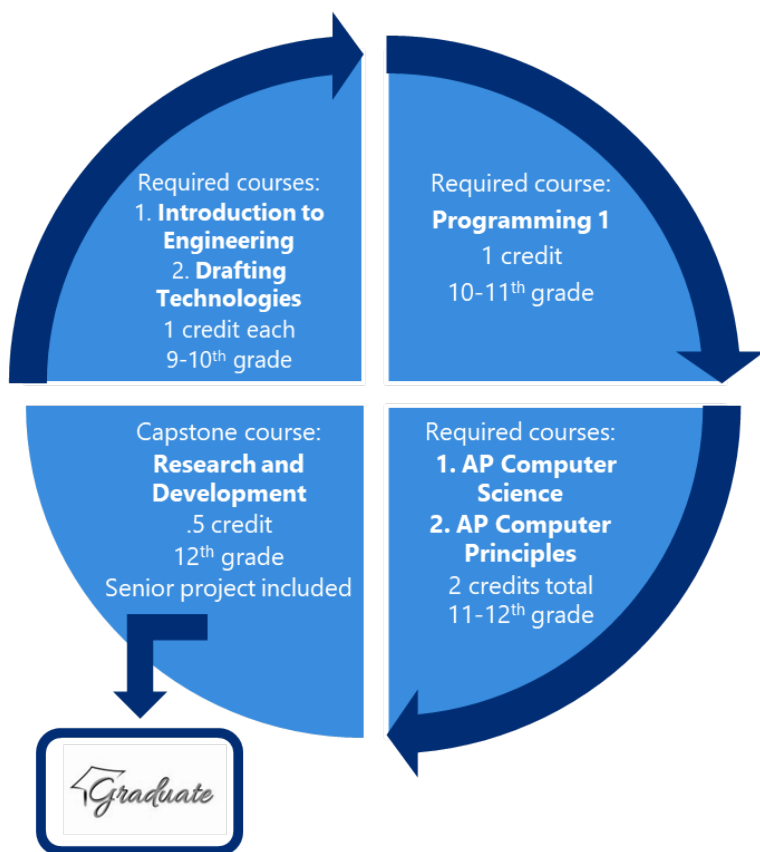 Required courses:
1. Introduction to
Engineering
2. Drafting
Technologies
1 credit each
9-10th grade
Required course:
Programming 1
1 credit
10-11th grade
Required courses:
1. AP Computer
Science
2. AP Computer
Principles
2 credits total
11-12th grade
Capstone course:
Research and
Development
.5 credit
12th grade
Senior project included
Graduate